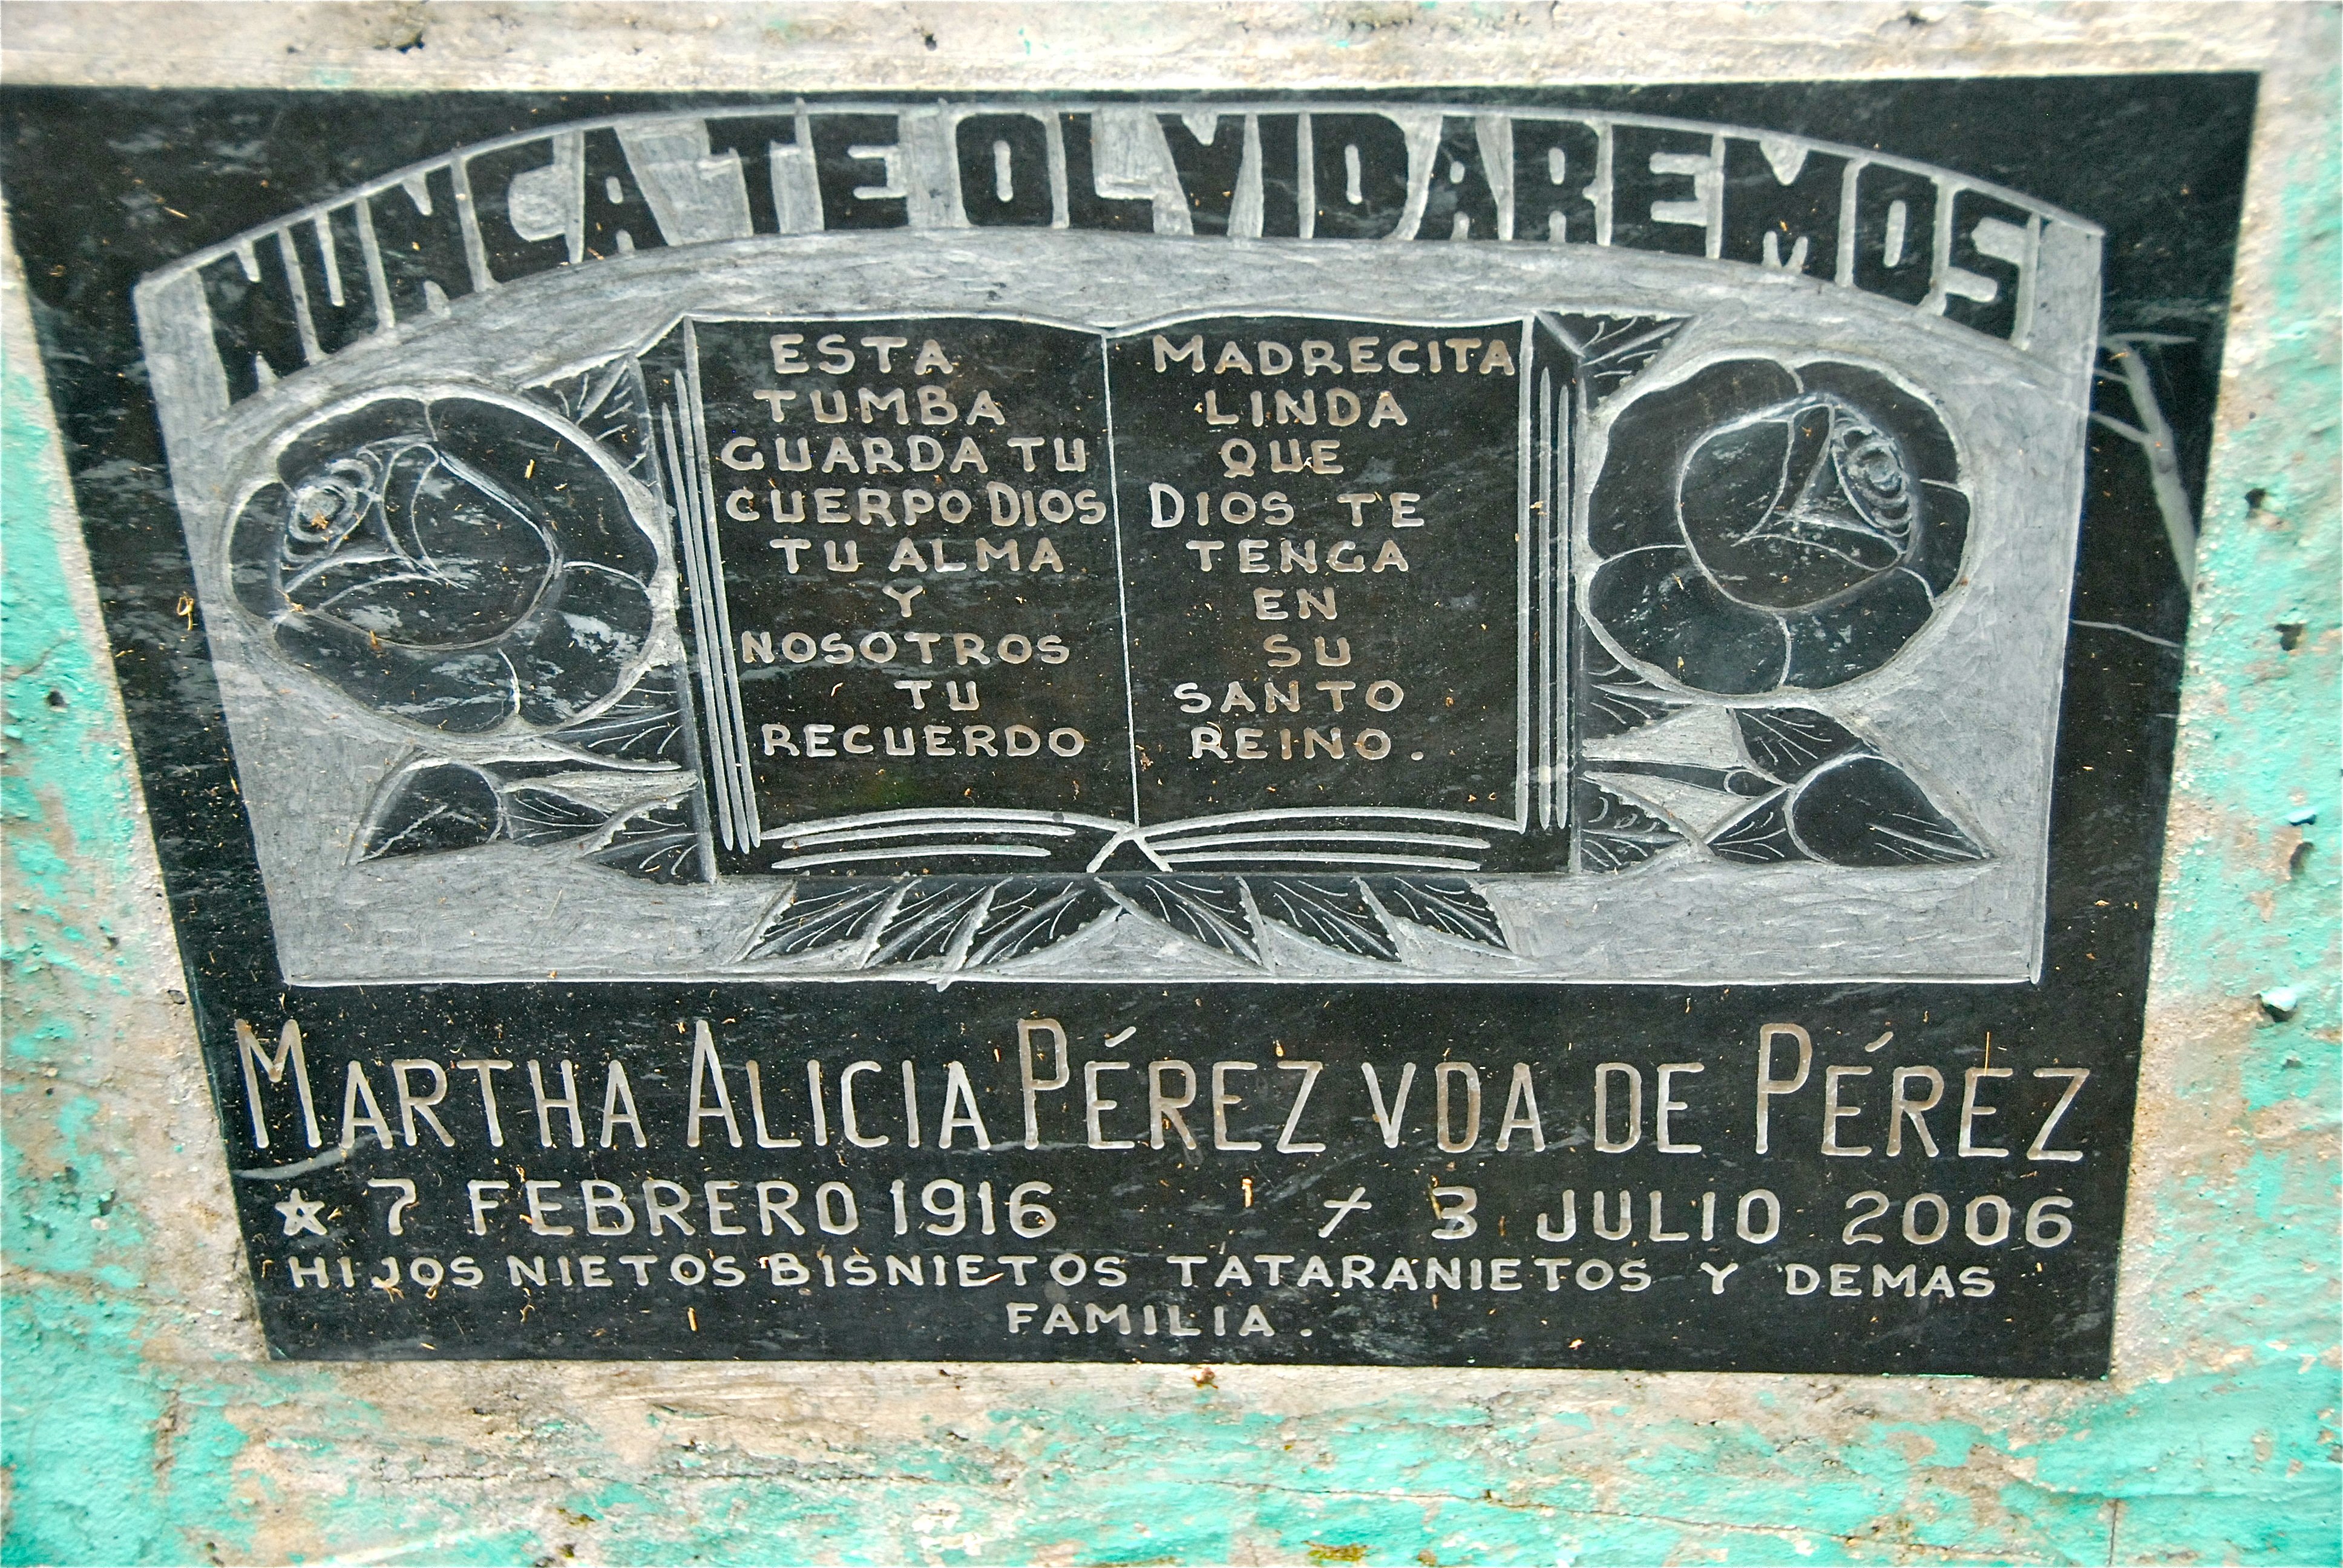 NUNCA TE OLVIDAREMOS
ESTA
TUMBA
GUARDA TU
CUERPO DIOS
TU ALMA
Y
NOSOTROS
TU
RECUERDO
MADRECITA
LINDA
QUE
DIOS TE
TENGA
EN
SU
SANTO
REINO.
MARTHA ALICIA PÉREZ VDA DE PÉREZ
☆ 7 FEBRERO 1916 † 3 JULIO 2006
HIJOS NIETOS BISNIETOS TATARANIETOS Y DEMAS
FAMILIA.